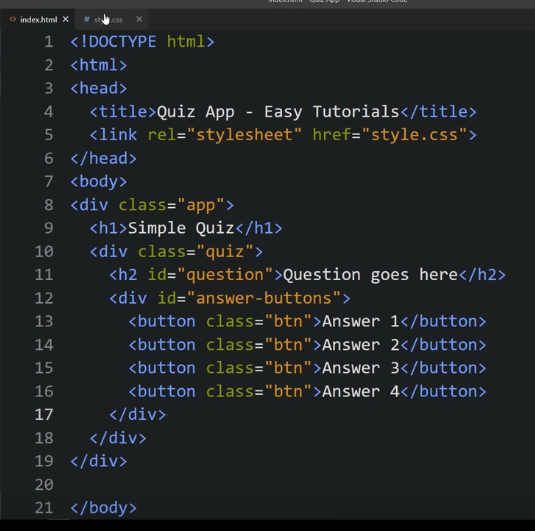 index.html - Quiz App - Visual Studio Code
<> index.html × # style.css ×
1 <!DOCTYPE html>
2 <html>
3 <head>
4 <title>Quiz App - Easy Tutorials</title>
5 <link rel="stylesheet" href="style.css">
6 </head>
7 <body>
8 <div class="app">
9 <h1>Simple Quiz</h1>
10 <div class="quiz">
11 <h2 id="question">Question goes here</h2>
12 <div id="answer-buttons">
13 <button class="btn">Answer 1</button>
14 <button class="btn">Answer 2</button>
15 <button class="btn">Answer 3</button>
16 <button class="btn">Answer 4</button>
17 </div>
18 </div>
19 </div>
20
21 </body>